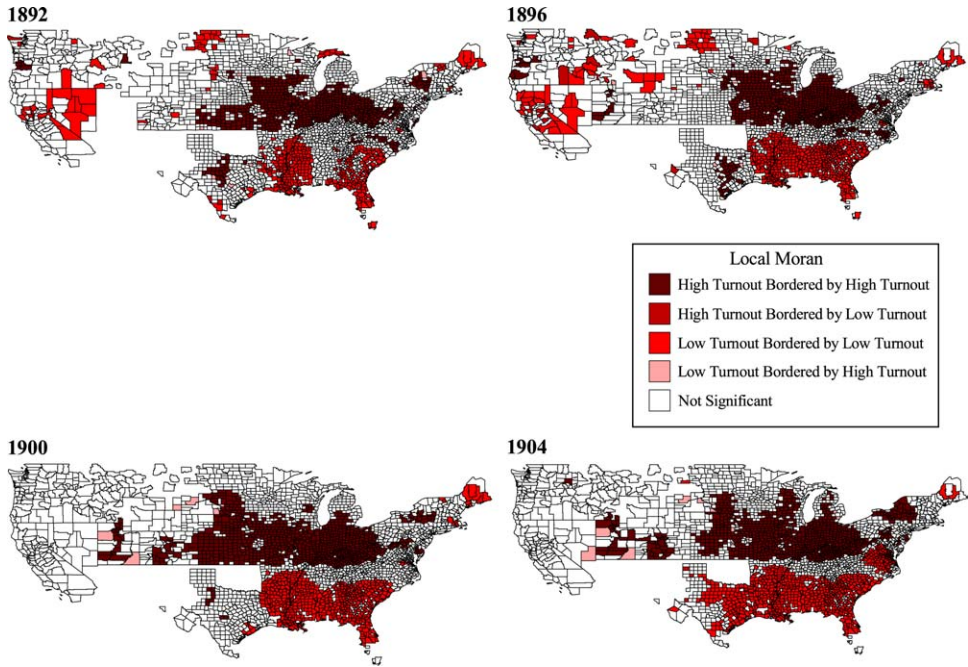 1892
1896
Local Moran
High Turnout Bordered by High Turnout
High Turnout Bordered by Low Turnout
Low Turnout Bordered by Low Turnout
Low Turnout Bordered by High Turnout
Not Significant
1900
1904